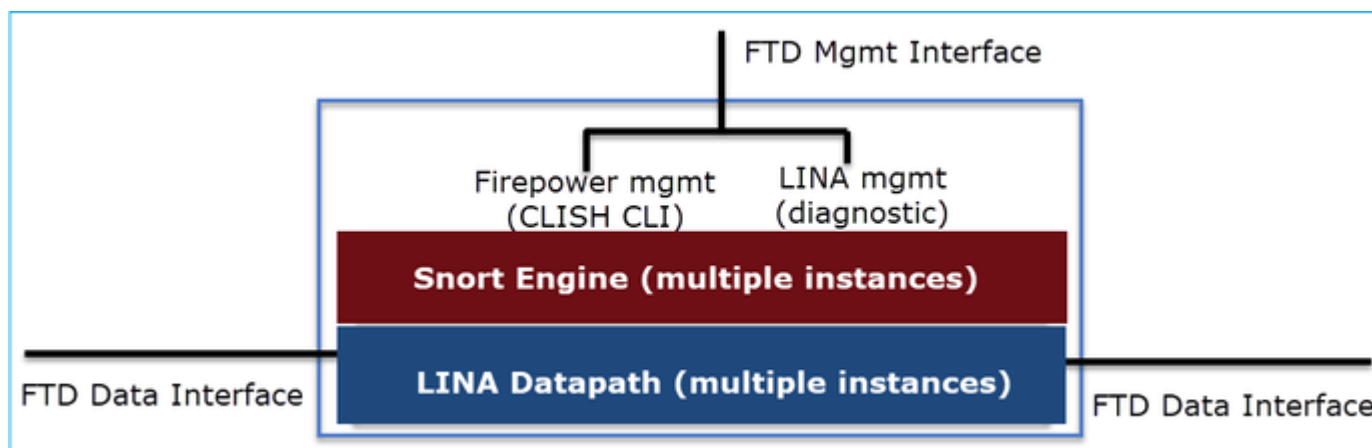 FTD Mgmt Interface
Firepower mgmt
(CLISH CLI)
LINA mgmt
(diagnostic)
Snort Engine (multiple instances)
FTD Data Interface
LINA Datapath (multiple instances)
FTD Data Interface